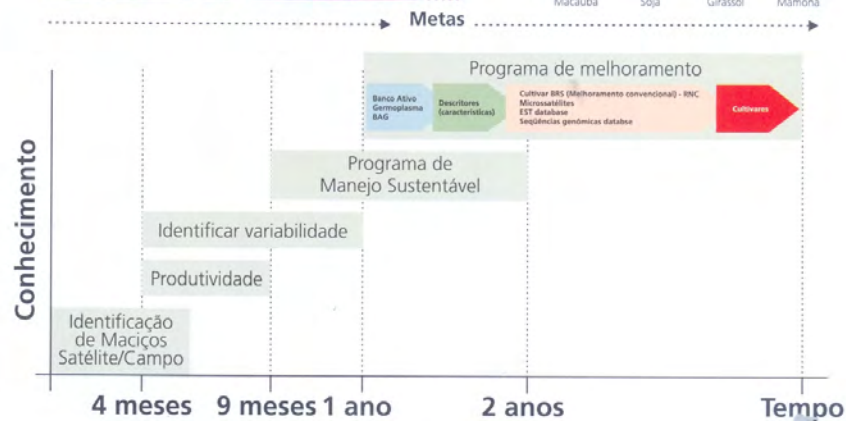 Macaúba Soja Girassol Mamona
Metas
Programa de melhoramento
Banco Ativo
Germoplasma
BAG
Descritores
(características)
Cultivar BRS (Melhoramento convencional) - RNC
Microssatélites
EST database
Seqüências genômicas databse
Cultivares
Programa de
Manejo Sustentável
Identificar variabilidade
Produtividade
Identificação
de Maciços
Satélite/Campo
Conhecimento
4 meses 9 meses 1 ano 2 anos Tempo